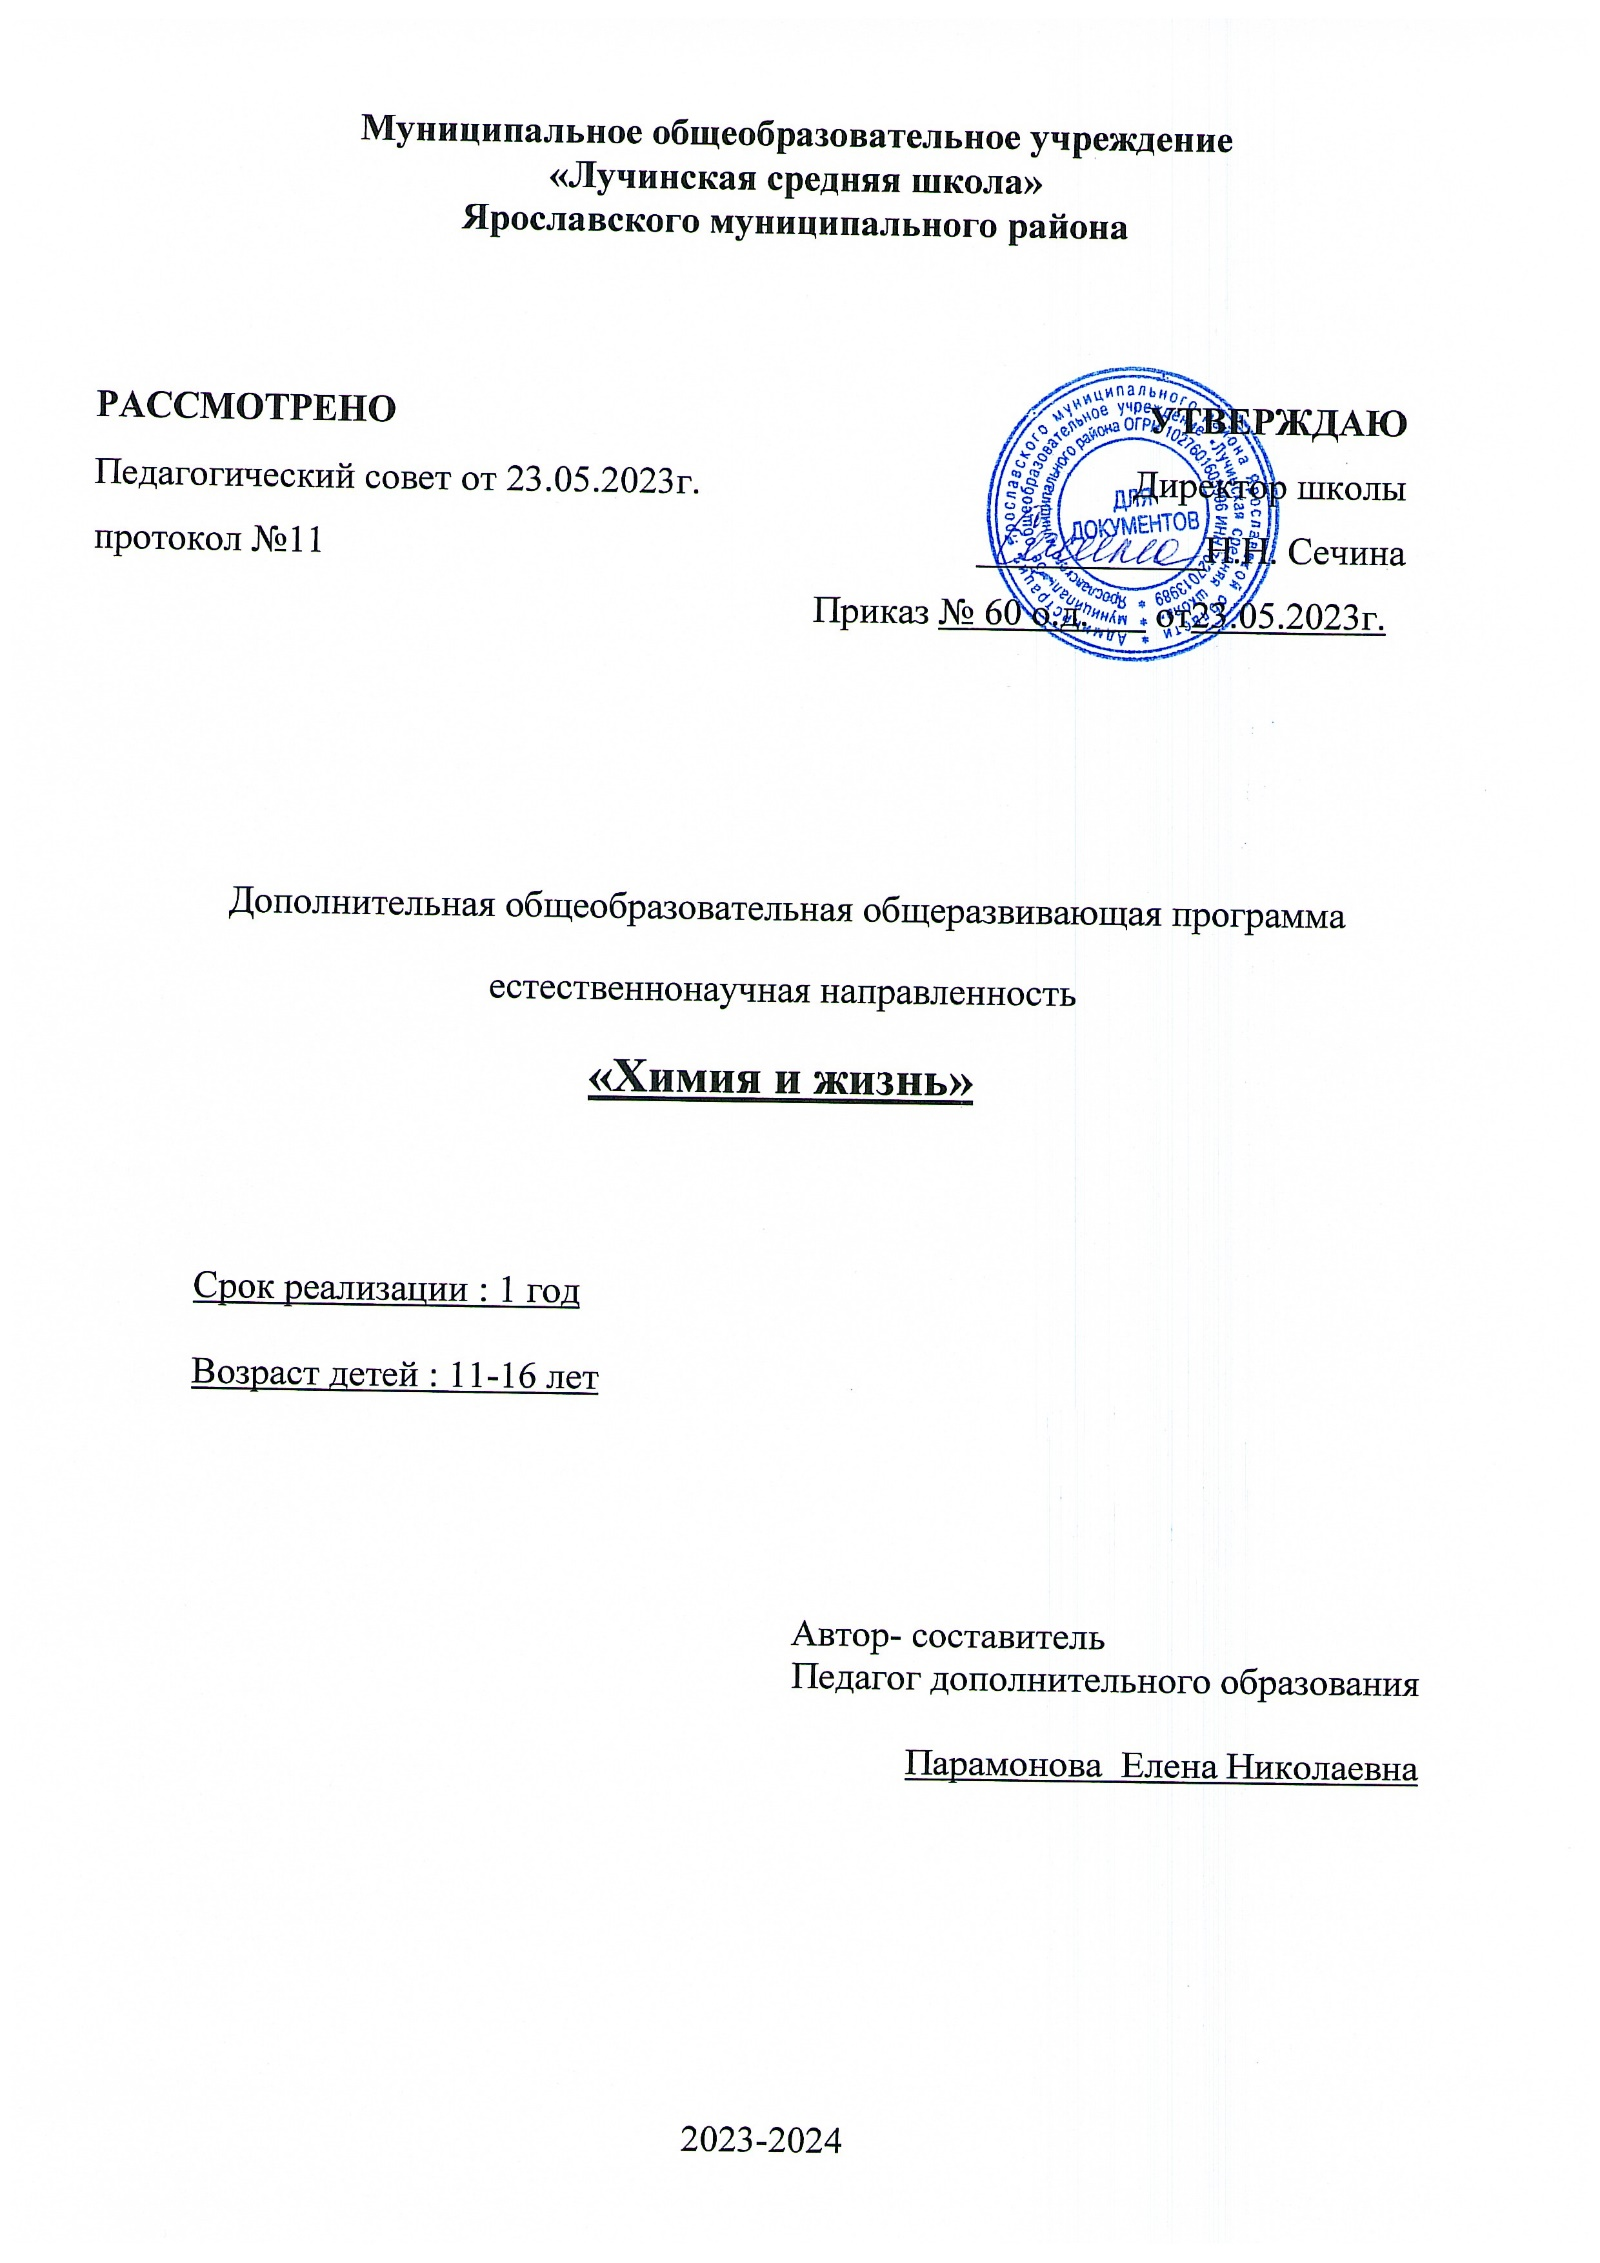 Муниципальное общеобразовательное учреждение
«Лучинская средняя школа»
Ярославского муниципального района
РАССМОТРЕНО
УТВЕРЖДАЮ
Педагогический совет от 23.05.2023г.
Директор школы
протокол №11
Н.Н. Сечина
Приказ № 60 о.д. от23.05.2023г.
ДЛЯ
ДОКУМЕНТОВ
Дополнительная общеобразовательная общеразвивающая программа
естественнонаучная направленность
«Химия и жизнь»
Срок реализации : 1 год
Возраст детей : 11-16 лет
Автор- составитель
Педагог дополнительного образования
Парамонова Елена Николаевна
2023-2024